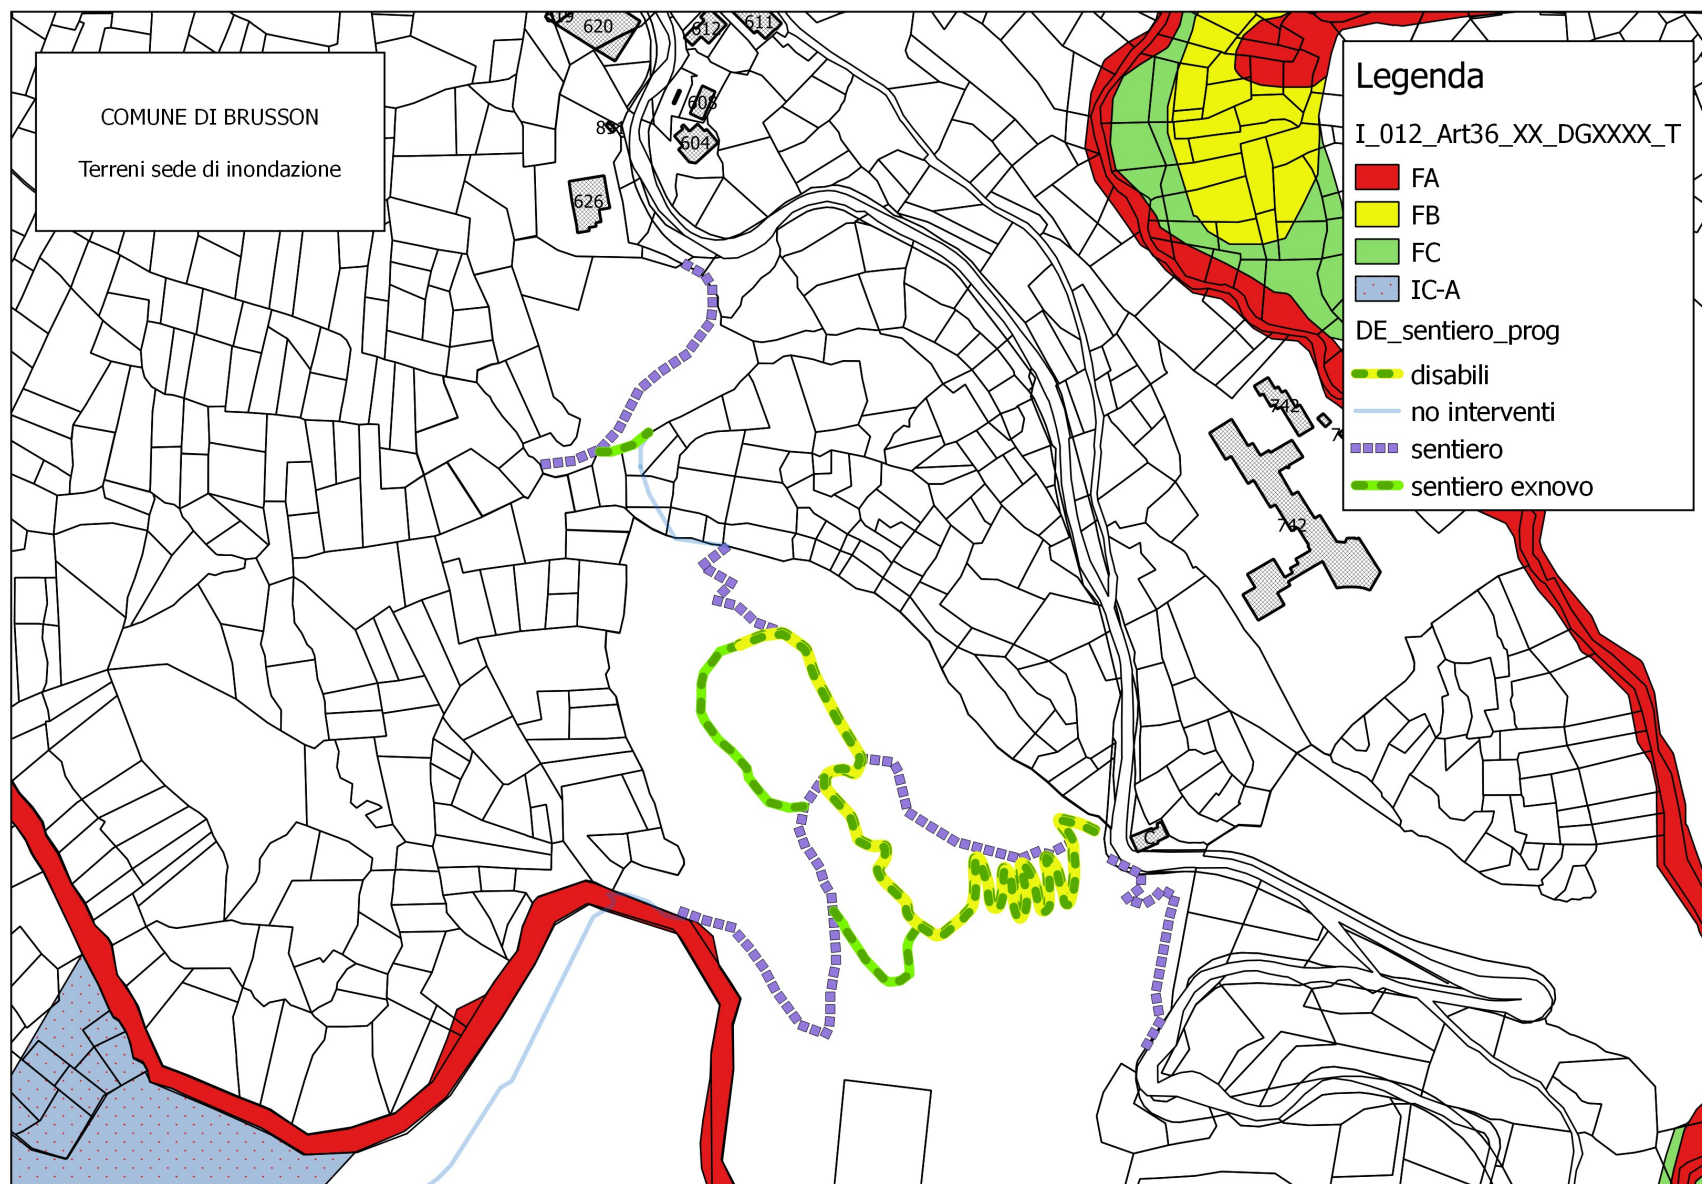 620
612
611
COMUNE DI BRUSSON
Terreni sede di inondazione
604
626
Legenda
I_012_Art36_XX_DGXXXX_T
FA
FB
FC
IC-A
DE_sentiero_prog
disabili
no interventi
sentiero
sentiero exnovo
742
742